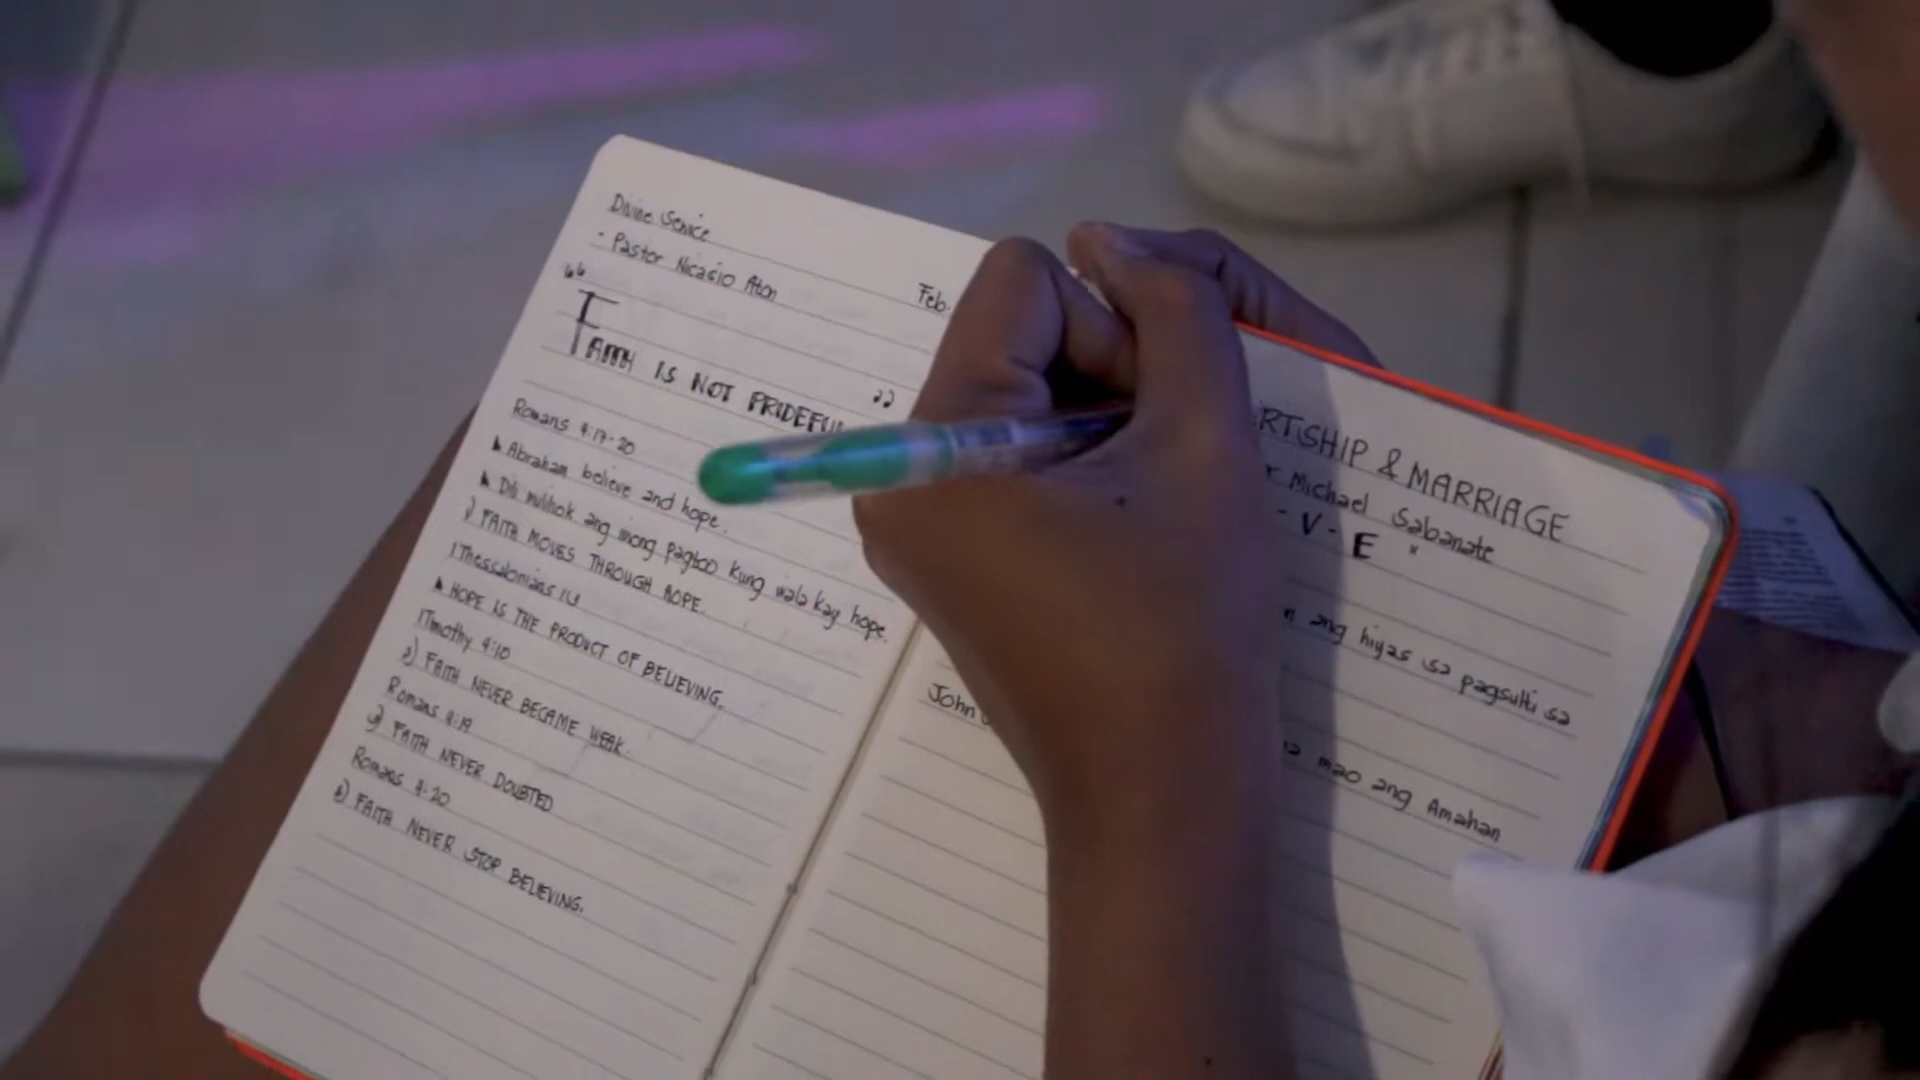 Divine Service
- Pastor Nicasio Aton
Feb.
"FAITH IS NOT PRIDEFUL"
Romans 4:17-20
Abraham believe and hope.
Dili mulihok ang imong pagtoo kung wala kay hope.
1) FAITH MOVES THROUGH HOPE.
1 Thessalonians 1:3
HOPE IS THE PRODUCT OF BELIEVING.
1 Timothy 4:10
2) FAITH NEVER BECAME WEAK.
Romans 4:19
3) FAITH NEVER DOUBTED
Romans 4:20
4) FAITH NEVER STOP BELIEVING.
RTSHIP & MARRIAGE
r Michael Sabanate
- V - E "
n ang hiyas sa pagsulti sa
John
mao ang Amahan